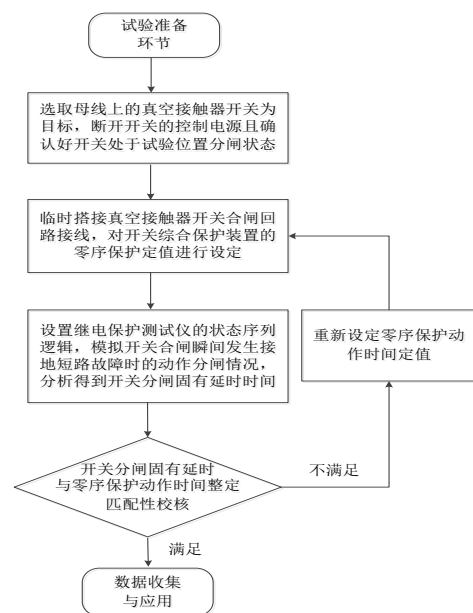 试验准备
环节
选取母线上的真空接触器开关为
目标，断开开关的控制电源且确
认好开关处于试验位置分闸状态
临时搭接真空接触器开关合闸回
路接线，对开关综合保护装置的
零序保护定值进行设定
设置继电保护测试仪的状态序列
逻辑，模拟开关合闸瞬间发生接
地短路故障时的动作分闸情况，
分析得到开关分闸固有延时时间
重新设定零序保护动
作时间定值
开关分闸固有延时
与零序保护动作时间整定
匹配性校核
不满足
满足
数据收集
与应用